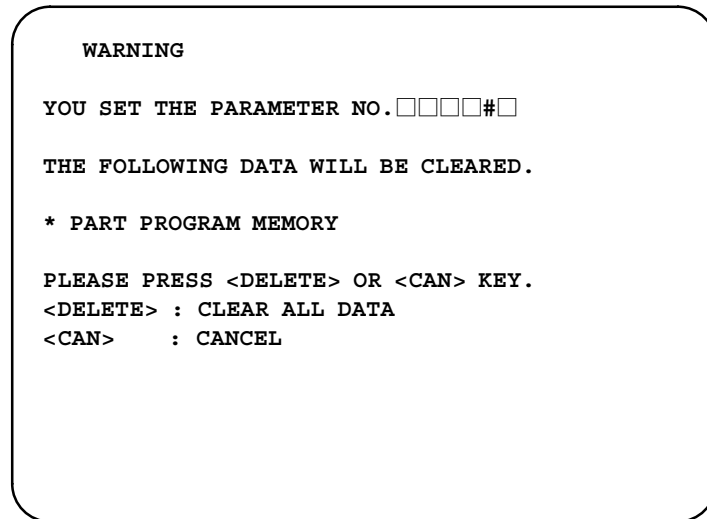 WARNING
YOU SET THE PARAMETER NO.□□□□#□
THE FOLLOWING DATA WILL BE CLEARED.
* PART PROGRAM MEMORY
PLEASE PRESS <DELETE> OR <CAN> KEY.
<DELETE> : CLEAR ALL DATA
<CAN> : CANCEL